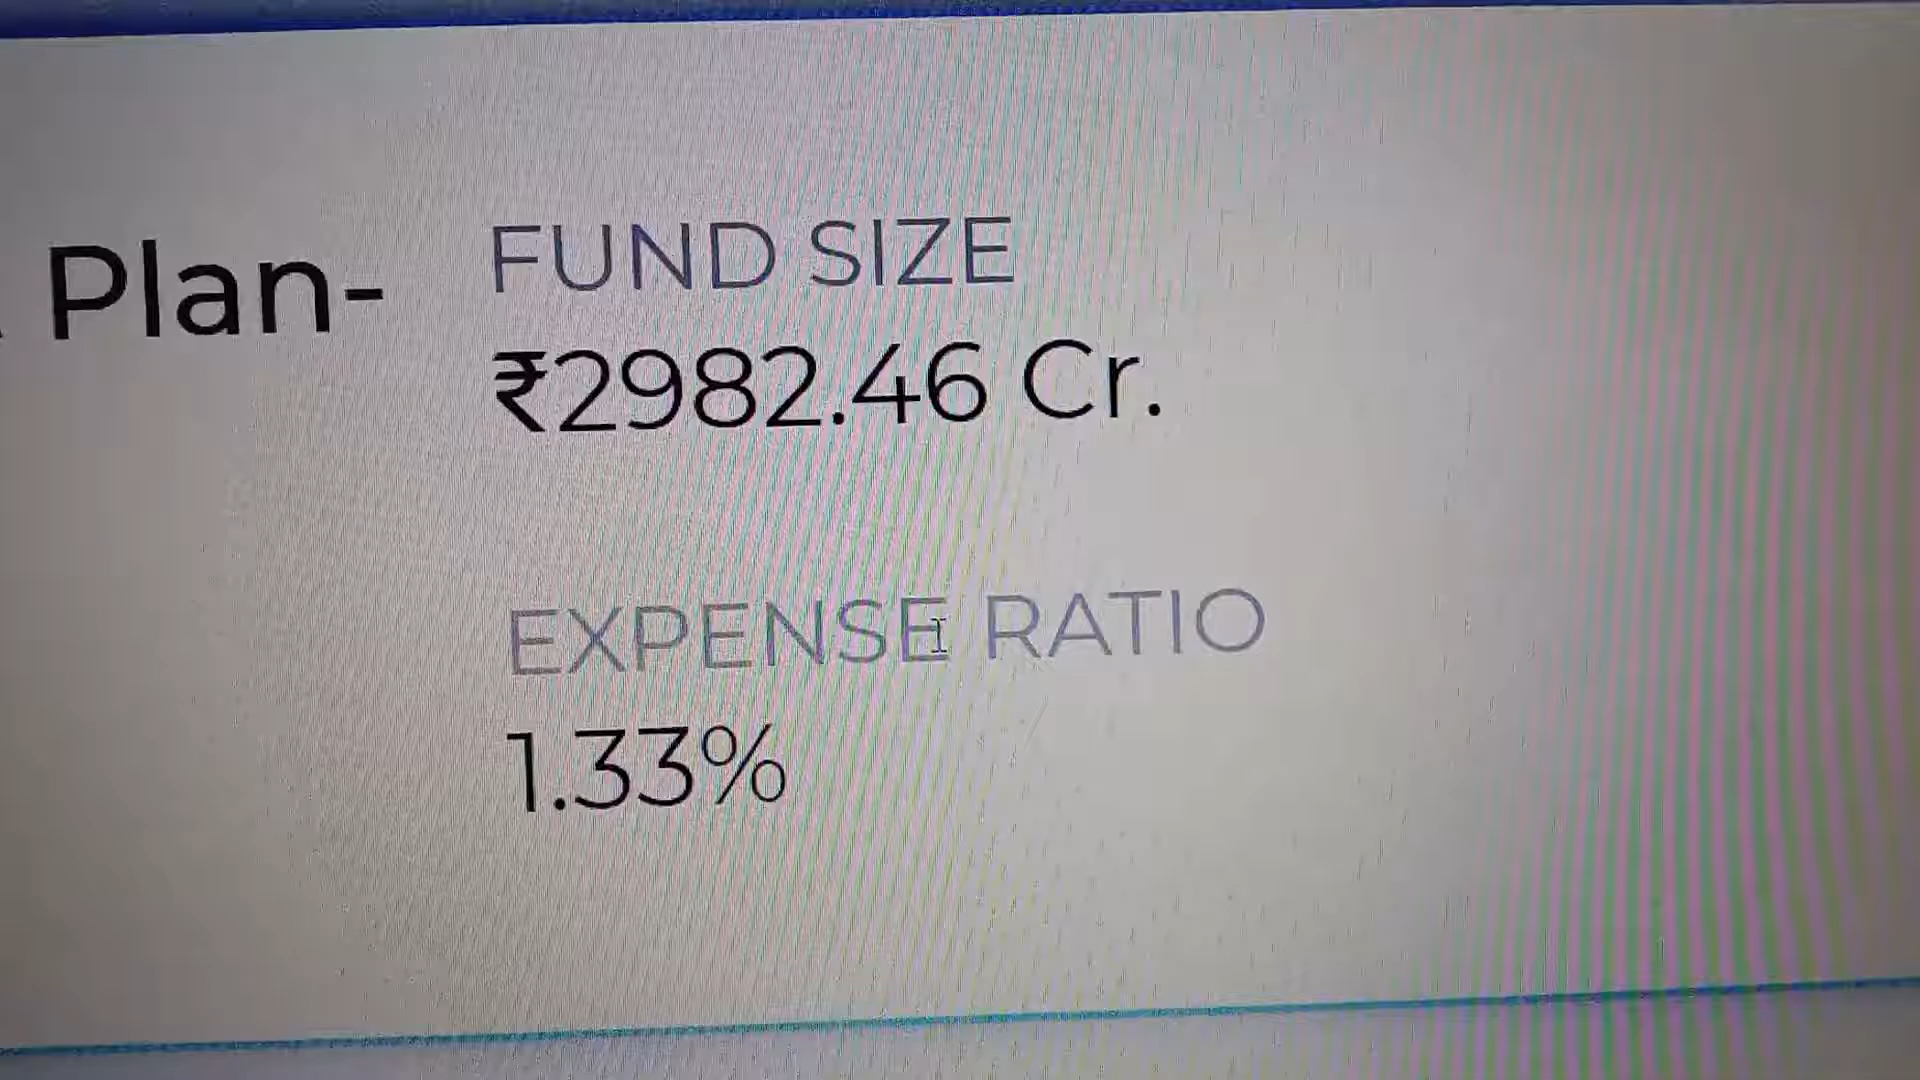 Plan-
FUND SIZE
₹2982.46 Cr.
EXPENSE RATIO
1.33%